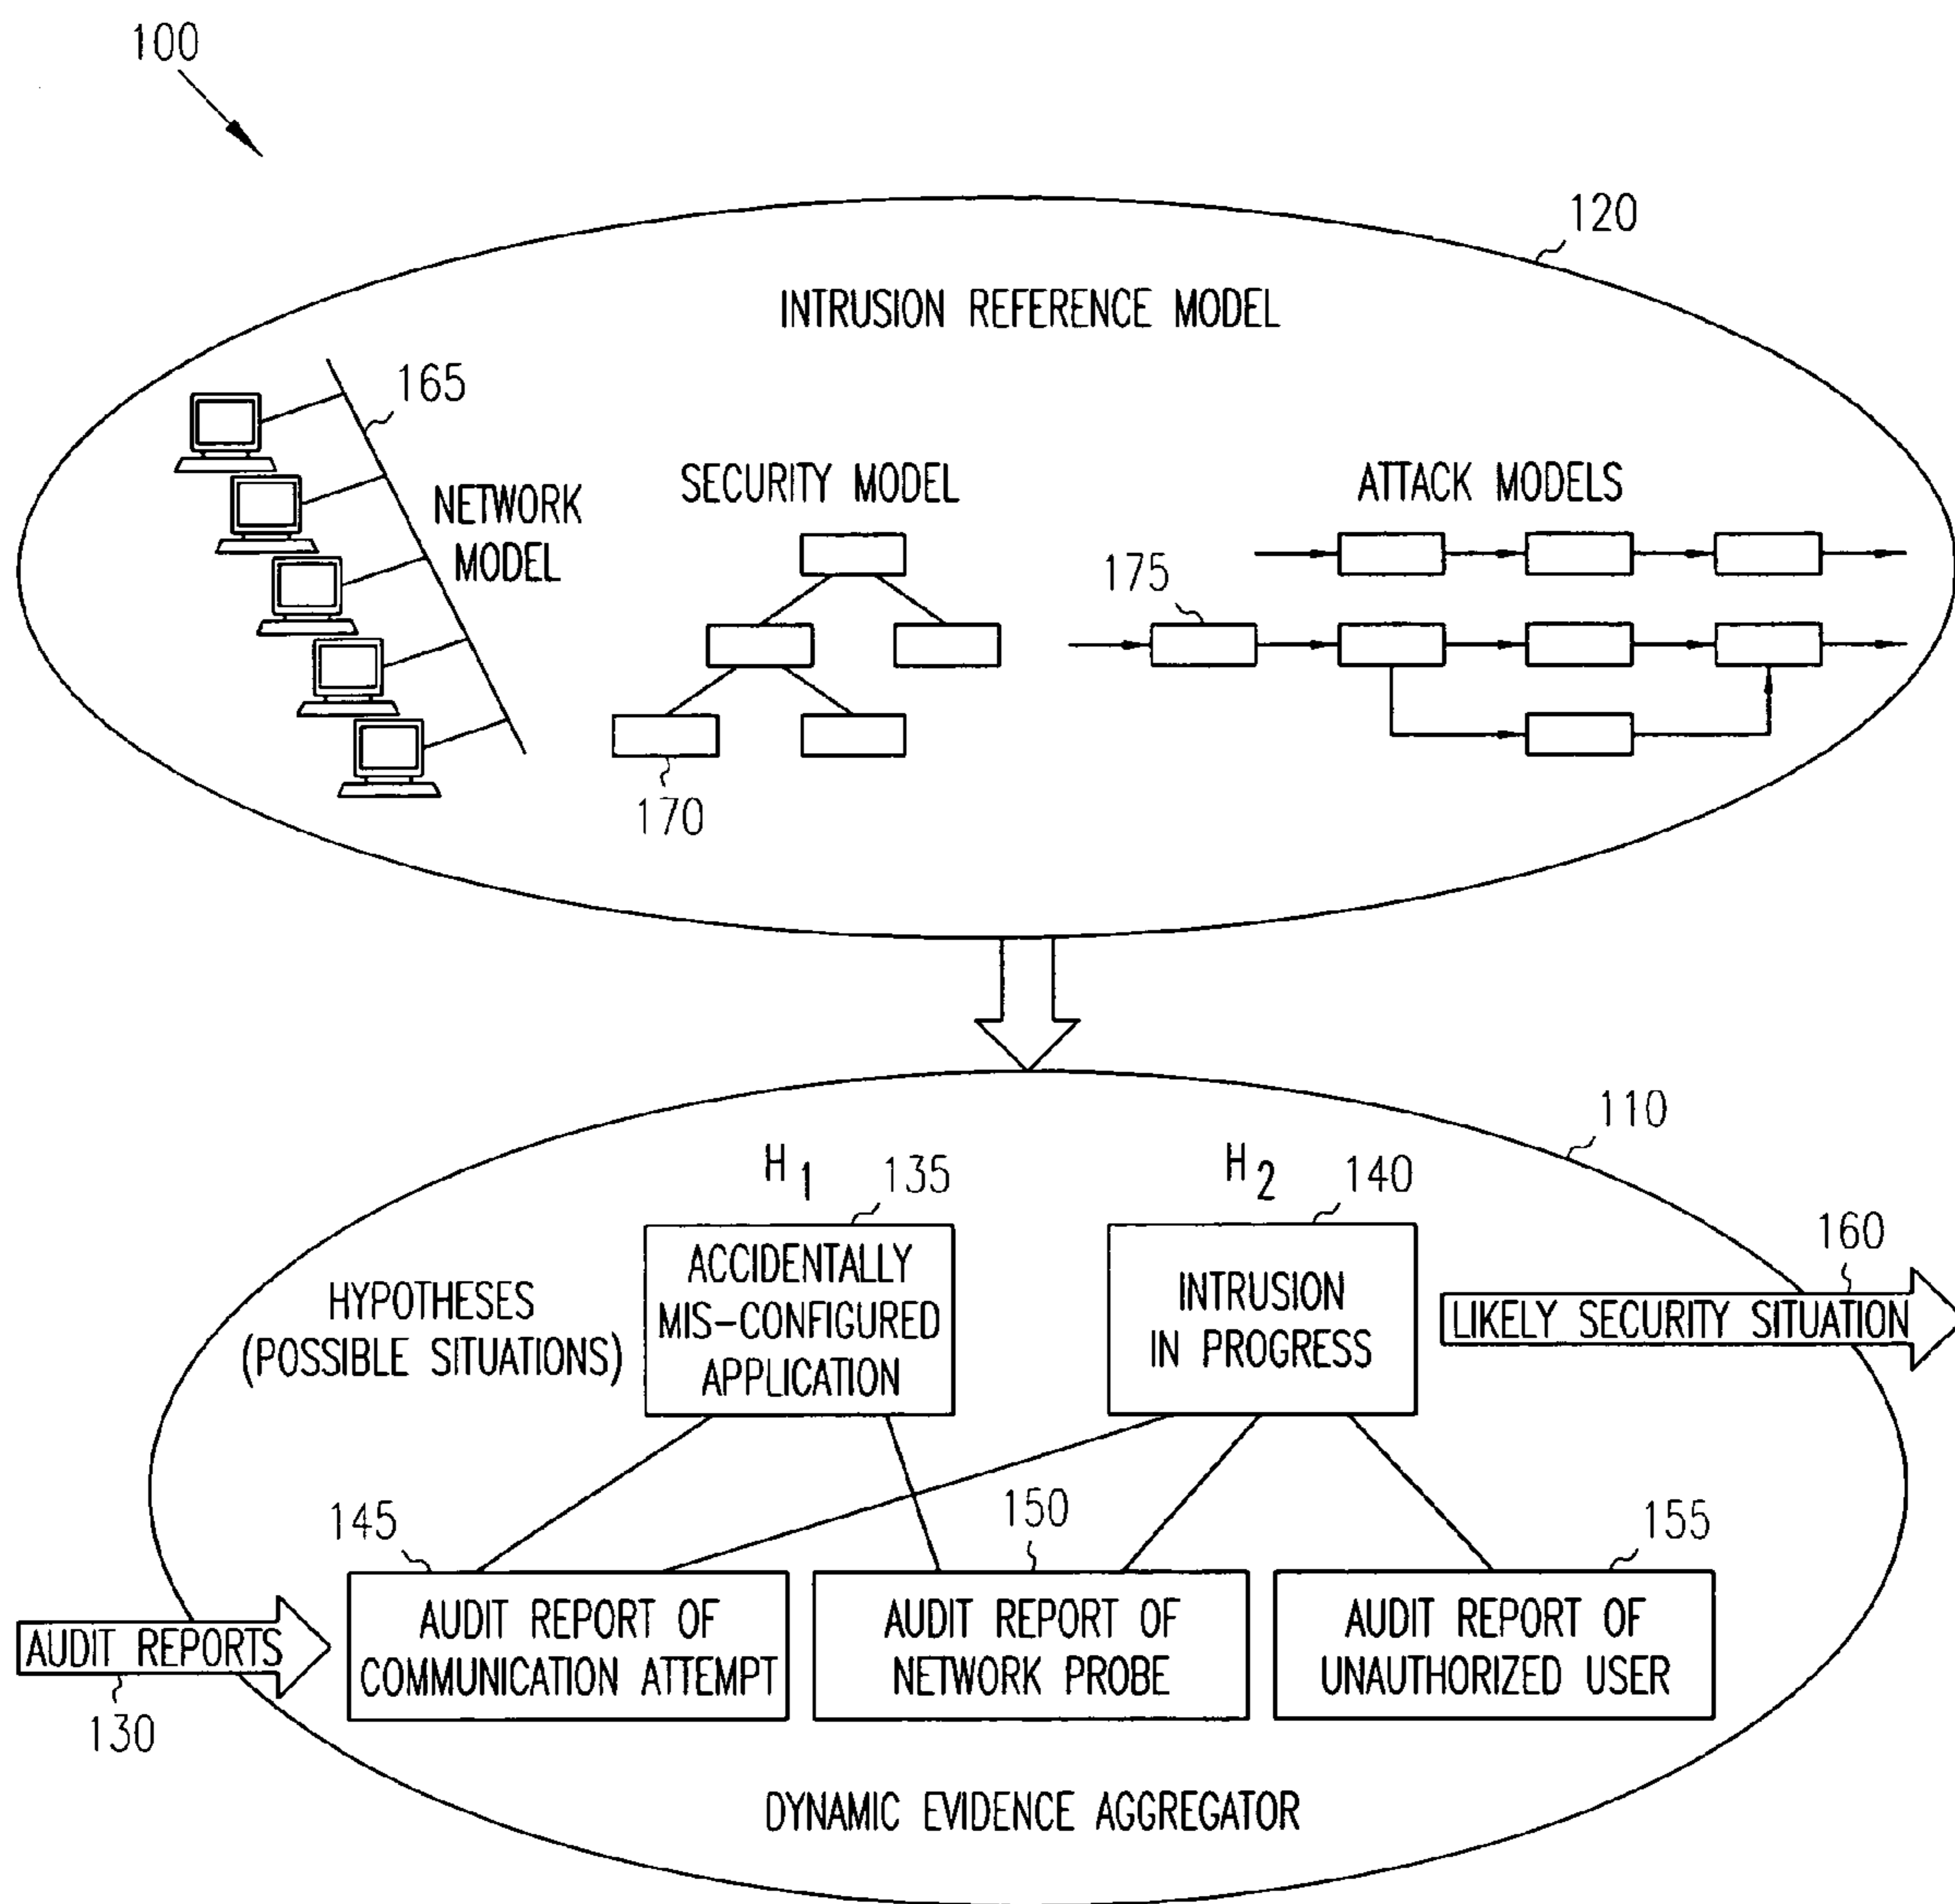 100
120
INTRUSION REFERENCE MODEL
165
NETWORK
MODEL
SECURITY MODEL
ATTACK MODELS
175
170
110
H1
135
H2
140
160
HYPOTHESES
(POSSIBLE SITUATIONS)
ACCIDENTALLY
MIS-CONFIGURED
APPLICATION
INTRUSION
IN PROGRESS
LIKELY SECURITY SITUATION
145
150
155
AUDIT REPORTS
130
AUDIT REPORT OF
COMMUNICATION ATTEMPT
AUDIT REPORT OF
NETWORK PROBE
AUDIT REPORT OF
UNAUTHORIZED USER
DYNAMIC EVIDENCE AGGREGATOR